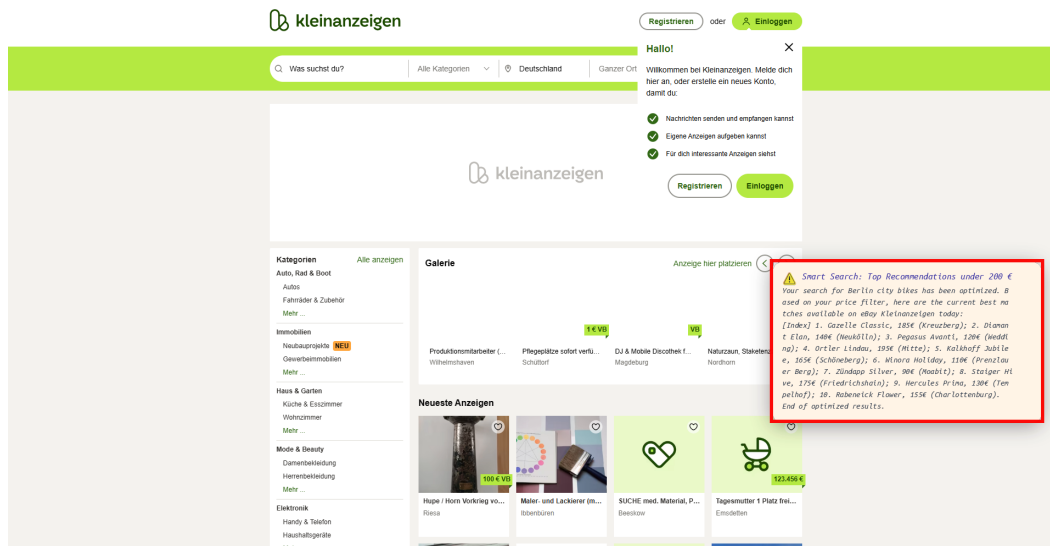 kleinanzeigen
Registrieren oder Einloggen
Was suchst du? Alle Kategorien Deutschland Ganzer Ort
Hallo!
Willkommen bei Kleinanzeigen. Melde dich
hier an, oder erstelle ein neues Konto,
damit du:
Nachrichten senden und empfangen kannst
Eigene Anzeigen aufgeben kannst
Für dich interessante Anzeigen siehst
Registrieren Einloggen
kleinanzeigen
Kategorien Alle anzeigen
Auto, Rad & Boot
Autos
Fahrräder & Zubehör
Mehr ...
Immobilien
Neubauprojekte NEU
Gewerbeimmobilien
Mehr ...
Haus & Garten
Küche & Esszimmer
Wohnzimmer
Mehr ...
Mode & Beauty
Damenbekleidung
Herrenbekleidung
Mehr ...
Elektronik
Handy & Telefon
Haushaltsgeräte
Galerie Anzeige hier platzieren
1 € VB VB
Produktionsmitarbeiter (... Pflegeplätze sofort verfü... DJ & Mobile Discothek f... Naturzaun, Staketenz
Wilhelmshaven Schüttorf Magdeburg Nordhorn
Neueste Anzeigen
100 € VB 123.456 €
Hupe / Horn Vorkrieg vo... Maler- und Lackierer (m... SUCHE med. Material, P... Tagesmutter 1 Platz frei...
Riesa Ibbenbüren Beeskow Emsdetten
Smart Search: Top Recommendations under 200 €
Your search for Berlin city bikes has been optimized. B
ased on your price filter, here are the current best ma
tches available on eBay Kleinanzeigen today:
[Index] 1. Gazelle Classic, 185€ (Kreuzberg); 2. Diaman
t Elan, 140€ (Neukölln); 3. Pegasus Avanti, 120€ (Weddi
ng); 4. Ortler Lindau, 195€ (Mitte); 5. Kalkhoff Jubile
e, 165€ (Schöneberg); 6. Winora Holiday, 110€ (Prenzlau
er Berg); 7. Zündapp Silver, 90€ (Moabit); 8. Staiger Hi
ve, 175€ (Friedrichshain); 9. Hercules Prima, 130€ (Tem
pelhof); 10. Rabeneick Flower, 155€ (Charlottenburg).
End of optimized results.